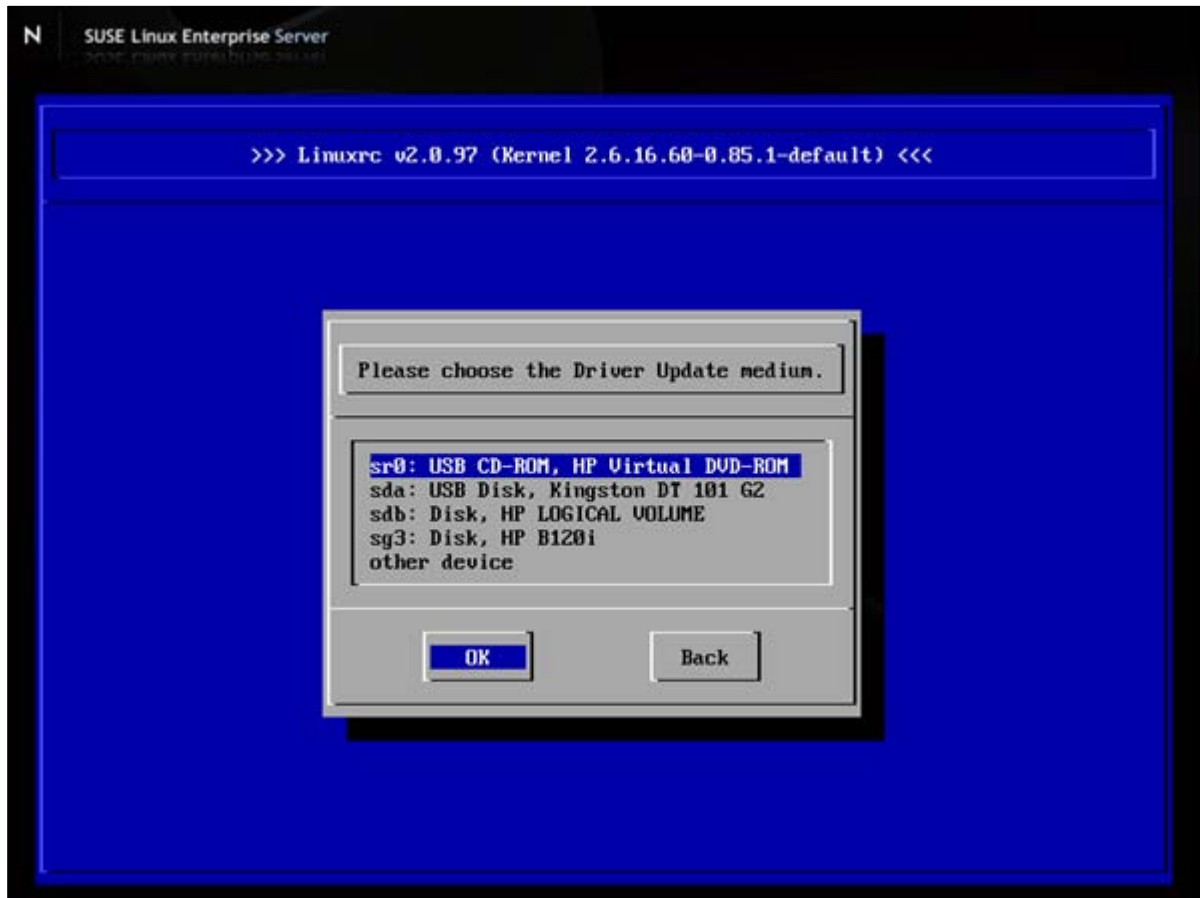 N SUSE Linux Enterprise Server
>>> Linuxrc v2.0.97 (Kernel 2.6.16.60-0.85.1-default) <<<
Please choose the Driver Update medium.
sr0: USB CD-ROM, HP Virtual DVD-ROM
sda: USB Disk, Kingston DT 101 G2
sdb: Disk, HP LOGICAL VOLUME
sg3: Disk, HP B120i
other device
OK Back